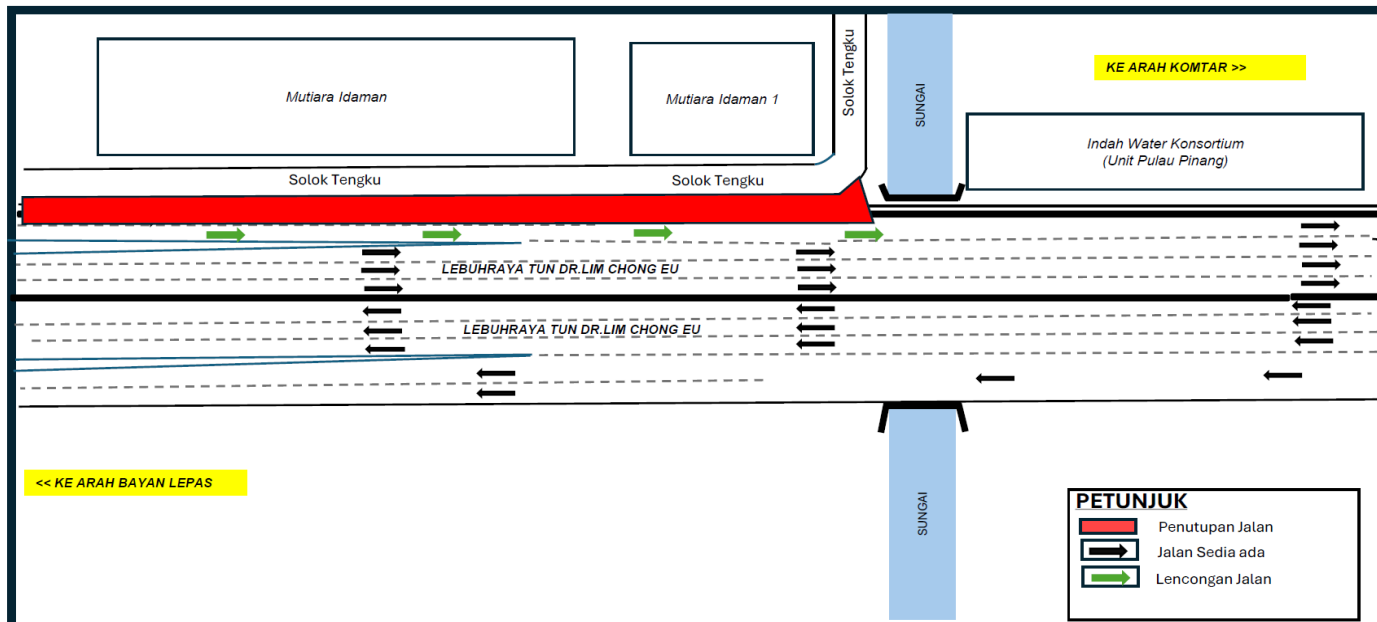 Solok Tengku
SUNGAI
KE ARAH KOMTAR >>
Mutiara Idaman
Mutiara Idaman 1
Indah Water Konsortium
(Unit Pulau Pinang)
Solok Tengku
Solok Tengku
LEBUHRAYA TUN DR.LIM CHONG EU
LEBUHRAYA TUN DR.LIM CHONG EU
<< KE ARAH BAYAN LEPAS
SUNGAI
PETUNJUK
Penutupan Jalan
Jalan Sedia ada
Lencongan Jalan